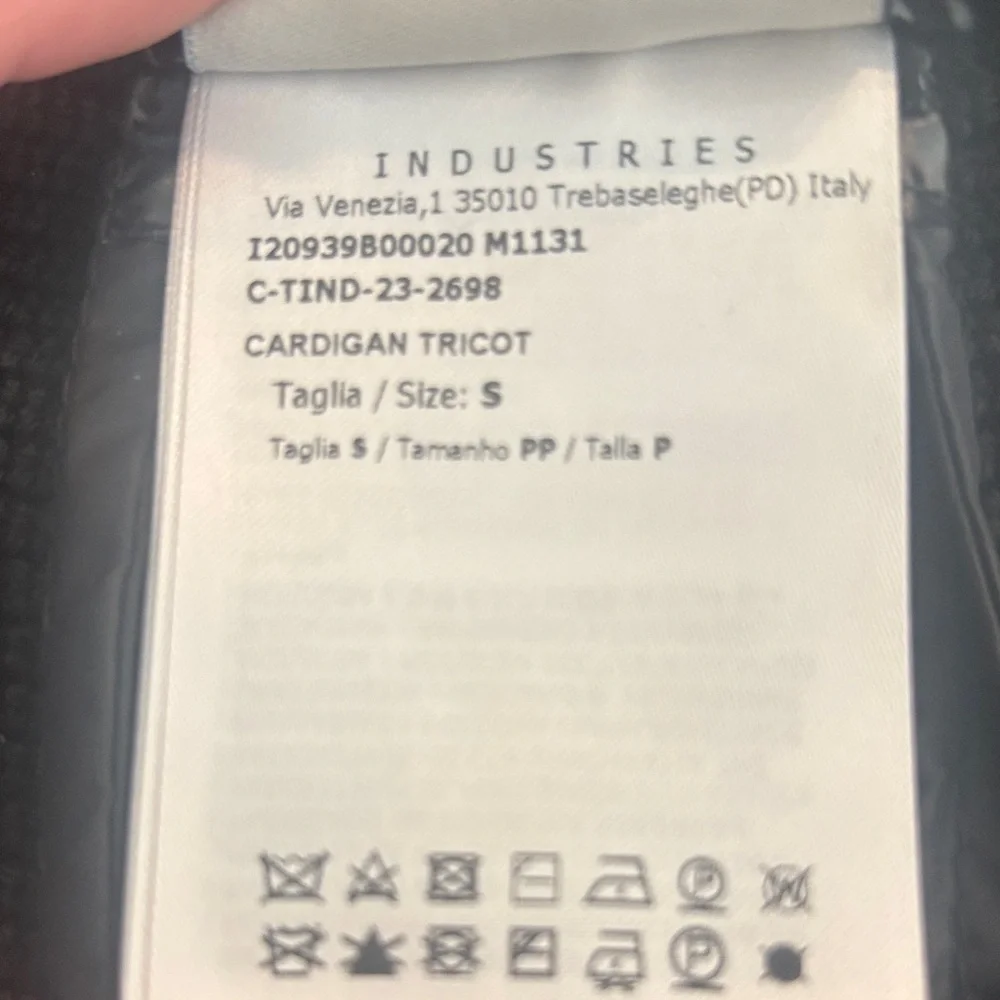 INDUSTRIES
Via Venezia,1 35010 Trebaseleghe(PD) Italy
I20939B00020 M1131
C-TIND-23-2698
CARDIGAN TRICOT
Taglia / Size: S
Taglia S / Tamanho PP / Talla P
P W
P